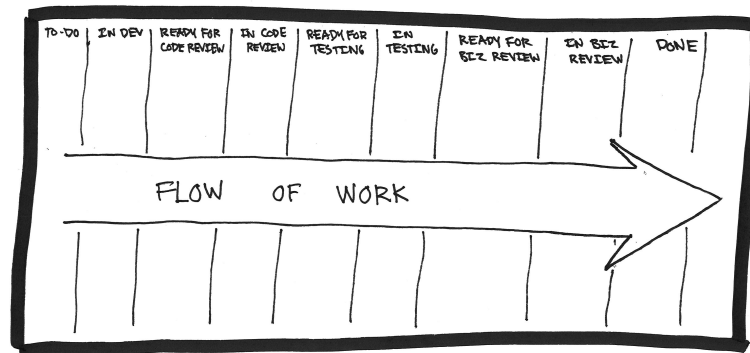 TO-DO
IN DEV
READY FOR
CODE REVIEW
IN CODE
REVIEW
READY FOR
TESTING
IN
TESTING
READY FOR
BIZ REVIEW
IN BIZ
REVIEW
DONE
FLOW OF WORK